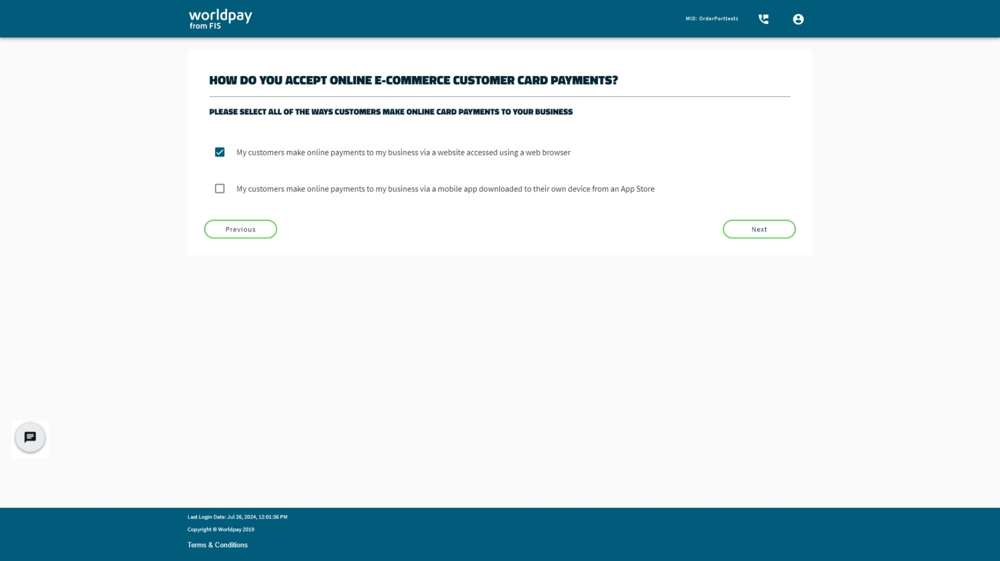 worldpay
from FIS
MID: OrderPorttest1
HOW DO YOU ACCEPT ONLINE E-COMMERCE CUSTOMER CARD PAYMENTS?
PLEASE SELECT ALL OF THE WAYS CUSTOMERS MAKE ONLINE CARD PAYMENTS TO YOUR BUSINESS
My customers make online payments to my business via a website accessed using a web browser
My customers make online payments to my business via a mobile app downloaded to their own device from an App Store
Previous
Next
Last Login Date: Jul 26, 2024, 12:01:36 PM
Copyright © Worldpay 2019
Terms & Conditions